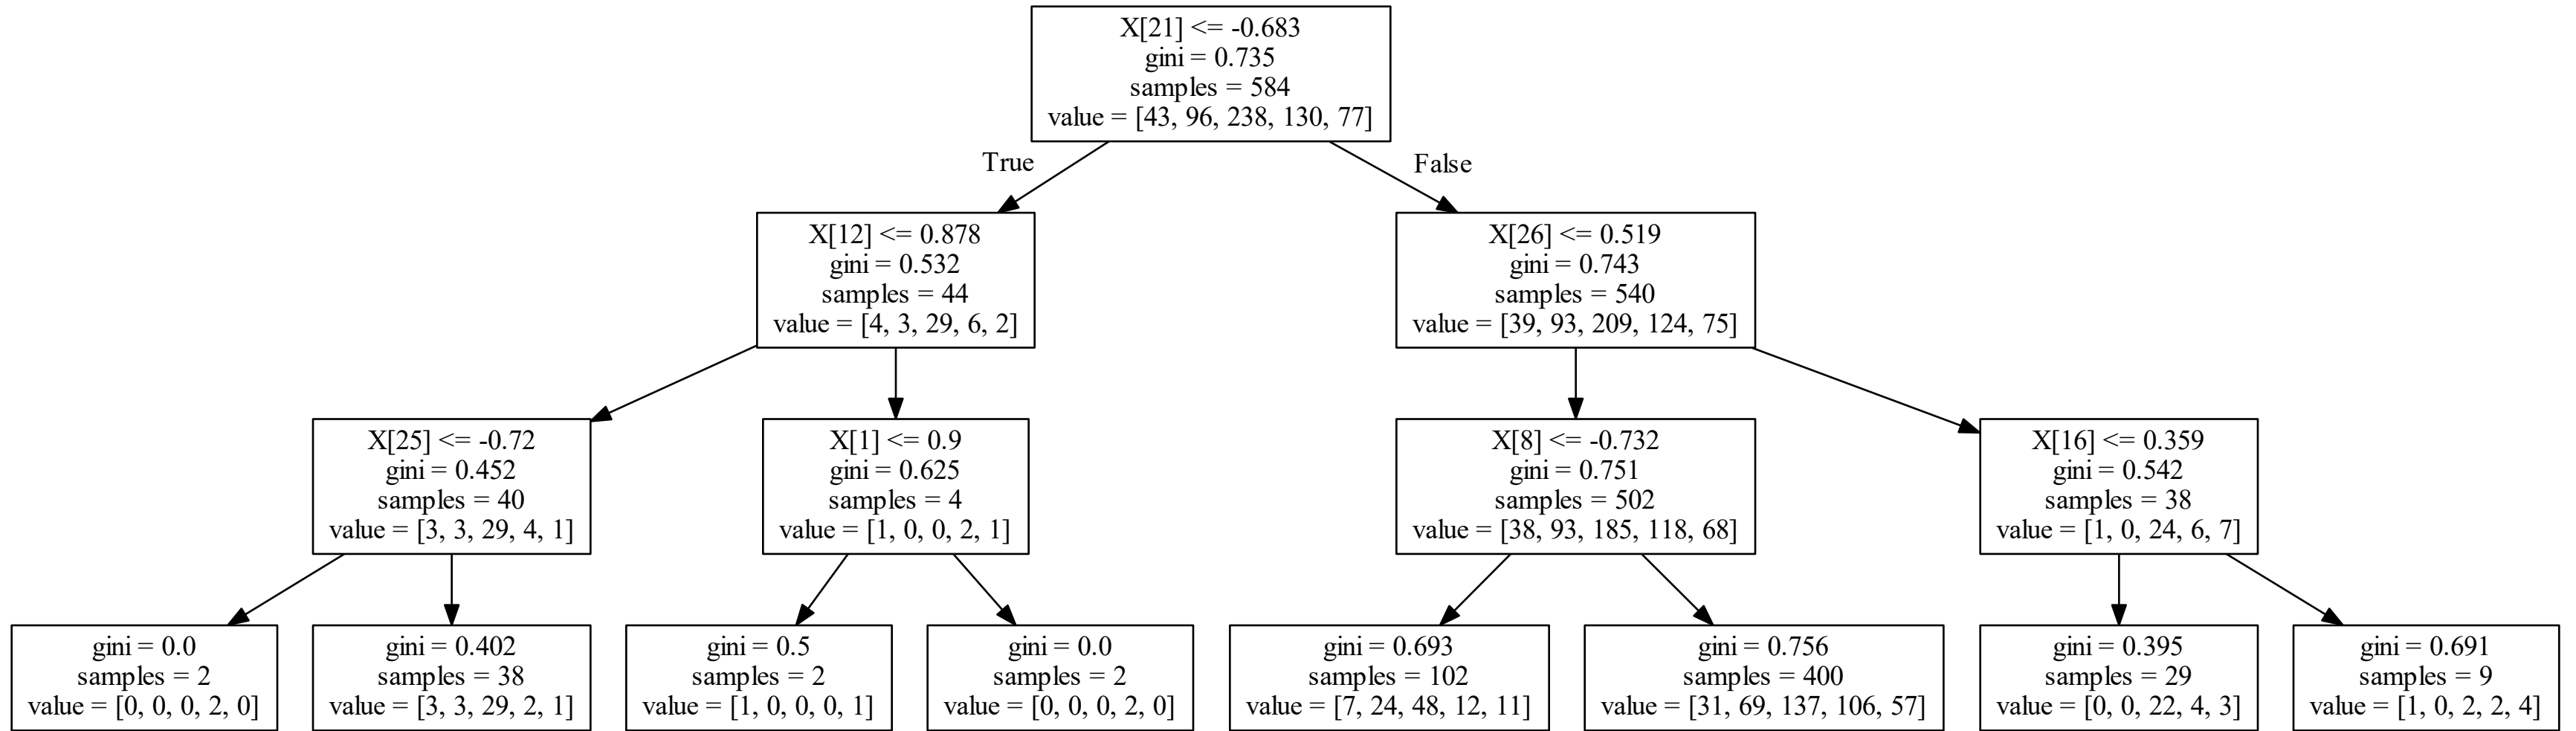 X[21] <= -0.683
gini = 0.735
samples = 584
value = [43, 96, 238, 130, 77]
True
False
X[12] <= 0.878
gini = 0.532
samples = 44
value = [4, 3, 29, 6, 2]
X[26] <= 0.519
gini = 0.743
samples = 540
value = [39, 93, 209, 124, 75]
X[25] <= -0.72
gini = 0.452
samples = 40
value = [3, 3, 29, 4, 1]
X[1] <= 0.9
gini = 0.625
samples = 4
value = [1, 0, 0, 2, 1]
X[8] <= -0.732
gini = 0.751
samples = 502
value = [38, 93, 185, 118, 68]
X[16] <= 0.359
gini = 0.542
samples = 38
value = [1, 0, 24, 6, 7]
gini = 0.0
samples = 2
value = [0, 0, 0, 2, 0]
gini = 0.402
samples = 38
value = [3, 3, 29, 2, 1]
gini = 0.5
samples = 2
value = [1, 0, 0, 0, 1]
gini = 0.0
samples = 2
value = [0, 0, 0, 2, 0]
gini = 0.693
samples = 102
value = [7, 24, 48, 12, 11]
gini = 0.756
samples = 400
value = [31, 69, 137, 106, 57]
gini = 0.395
samples = 29
value = [0, 0, 22, 4, 3]
gini = 0.691
samples = 9
value = [1, 0, 2, 2, 4]